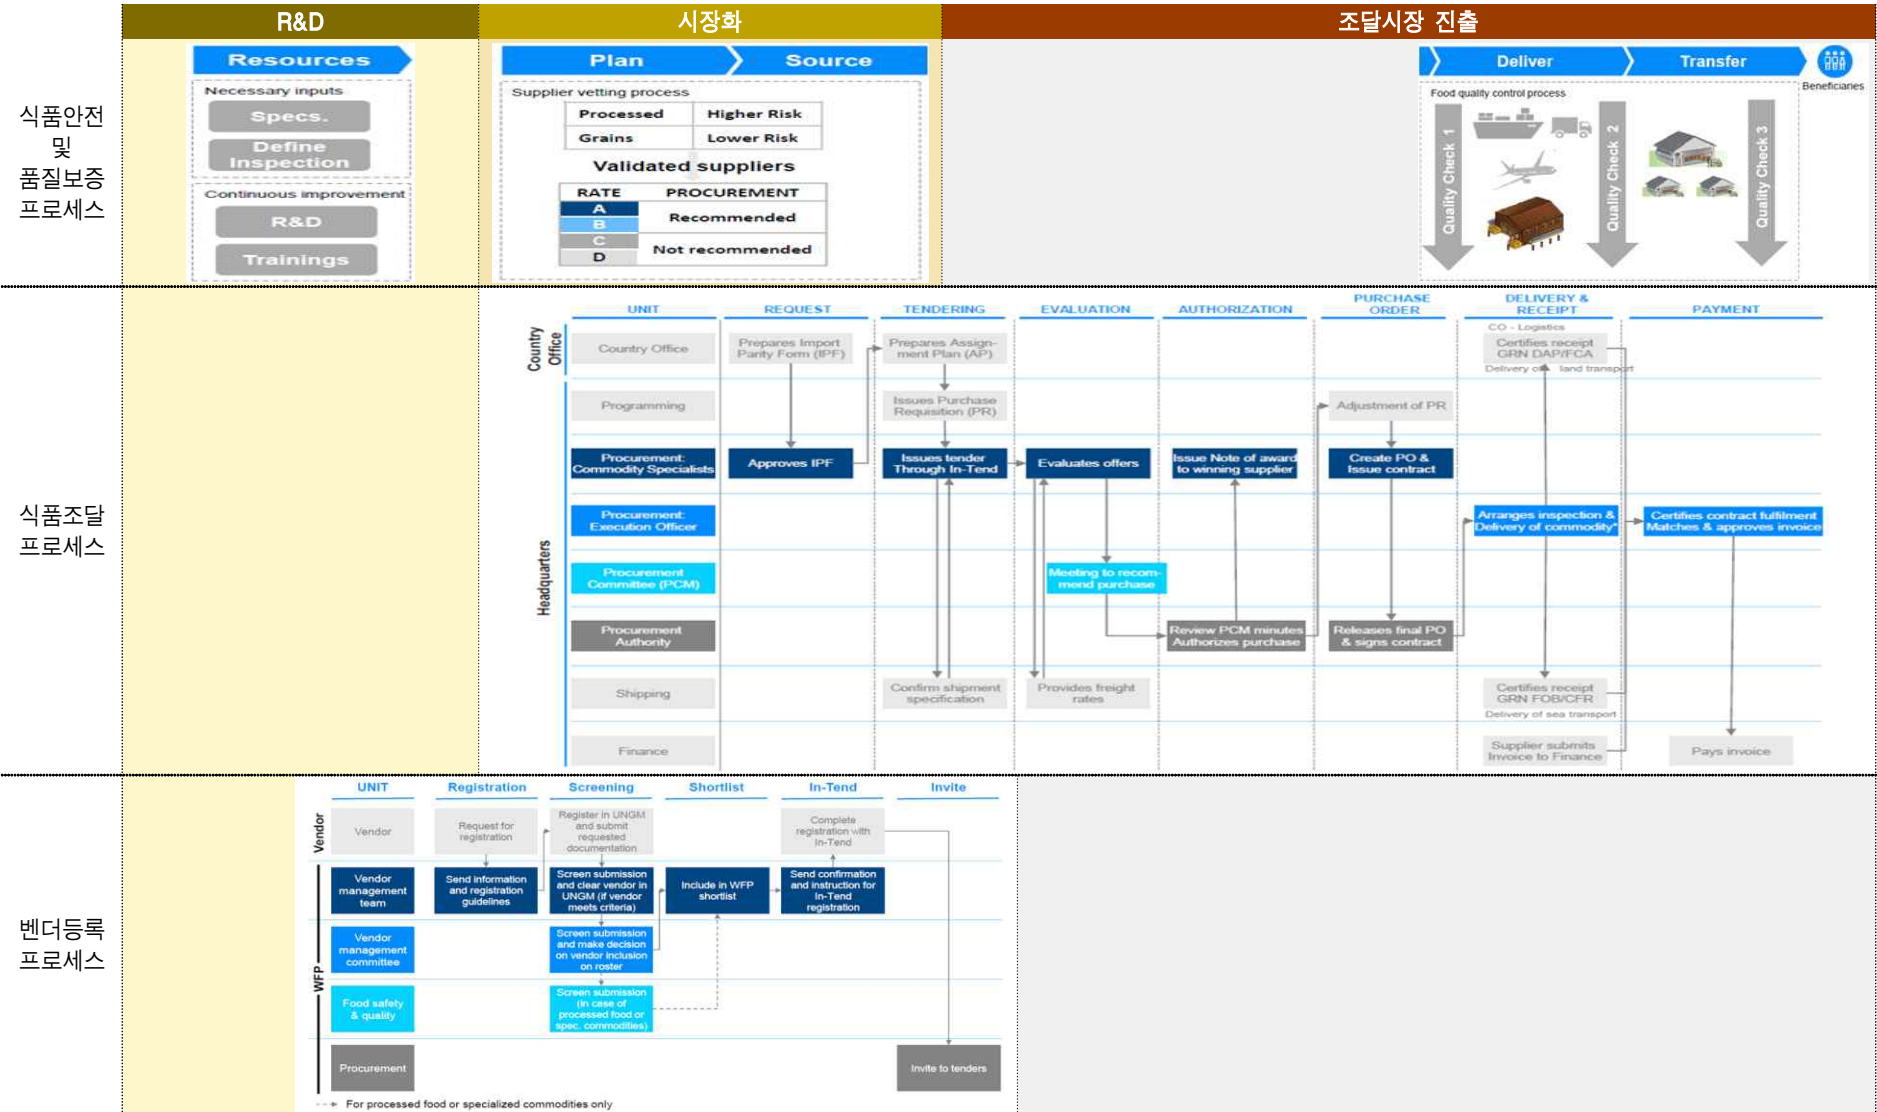 R&D
시장화
조달시장 진출
식품안전
및
품질보증
프로세스
Resources
Necessary inputs
Specs.
Define
Inspection
Continuous improvement
R&D
Trainings
Plan
Source
Supplier vetting process
Processed Higher Risk
Grains Lower Risk
Validated suppliers
RATE PROCUREMENT
A
B
Recommended
C
D
Not recommended
Deliver
Transfer
Beneficiaries
Food quality control process
Quality Check 1
Quality Check 2
Quality Check 3
식품조달
프로세스
UNIT
REQUEST
TENDERING
EVALUATION
AUTHORIZATION
PURCHASE
ORDER
DELIVERY &
RECEIPT
PAYMENT
Country
Office
Country Office
Prepares Import
Parity Form (IPF)
Prepares Assign-
ment Plan (AP)
CO - Logistics
Certifies receipt
GRN DAP/FCA
Delivery of land transport
Headquarters
Programming
Issues Purchase
Requisition (PR)
Adjustment of PR
Procurement:
Commodity Specialists
Approves IPF
Issues tender
Through In-Tend
Evaluates offers
Issue Note of award
to winning supplier
Create PO &
Issue contract
Procurement:
Execution Officer
Arranges inspection &
Delivery of commodity*
Certifies contract fulfilment
Matches & approves invoice
Procurement
Committee (PCM)
Meeting to recom-
mend purchase
Procurement
Authority
Review PCM minutes
Authorizes purchase
Releases final PO
& signs contract
Shipping
Confirm shipment
specification
Provides freight
rates
Certifies receipt
GRN FOB/CFR
Delivery of sea transport
Finance
Supplier submits
Invoice to Finance
Pays invoice
벤더등록
프로세스
UNIT
Registration
Screening
Shortlist
In-Tend
Invite
Vendor
Vendor
Request for
registration
Register in UNGM
and submit
requested
documentation
Complete
registration with
In-Tend
WFP
Vendor
management
team
Send information
and registration
guidelines
Screen submission
and clear vendor in
UNGM (if vendor
meets criteria)
Include in WFP
shortlist
Send confirmation
and instruction for
In-Tend
registration
Vendor
management
committee
Screen submission
and make decision
on vendor inclusion
on roster
Food safety
& quality
Screen submission
(in case of
processed food or
spec. commodities)
Procurement
Invite to tenders
For processed food or specialized commodities only